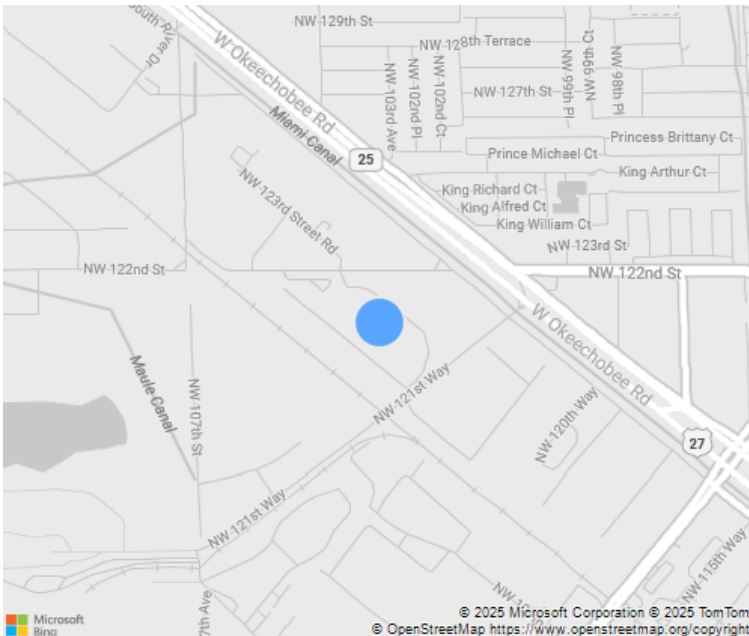 South River Dr
NW 129th St
W Okeechobee Rd
NW 128th Terrace
NW 103rd Ave
NW 102nd Pl
NW 102nd Ct
NW 99th Pl
NW 99th Ct
NW 98th Pl
NW 127th St
Miami Canal
25
Princess Brittany Ct
Prince Michael Ct
King Arthur Ct
King Richard Ct
King Alfred Ct
King William Ct
NW 123rd Street Rd
NW 123rd St
NW 122nd St
NW 122nd St
W Okeechobee Rd
Maule Canal
NW 107th St
NW 121st Way
NW 120th Way
27
NW 121st Way
NW 115th Way
7th Ave
Microsoft
Bing
© 2025 Microsoft Corporation © 2025 TomTom
© OpenStreetMap https://www.openstreetmap.org/copyright